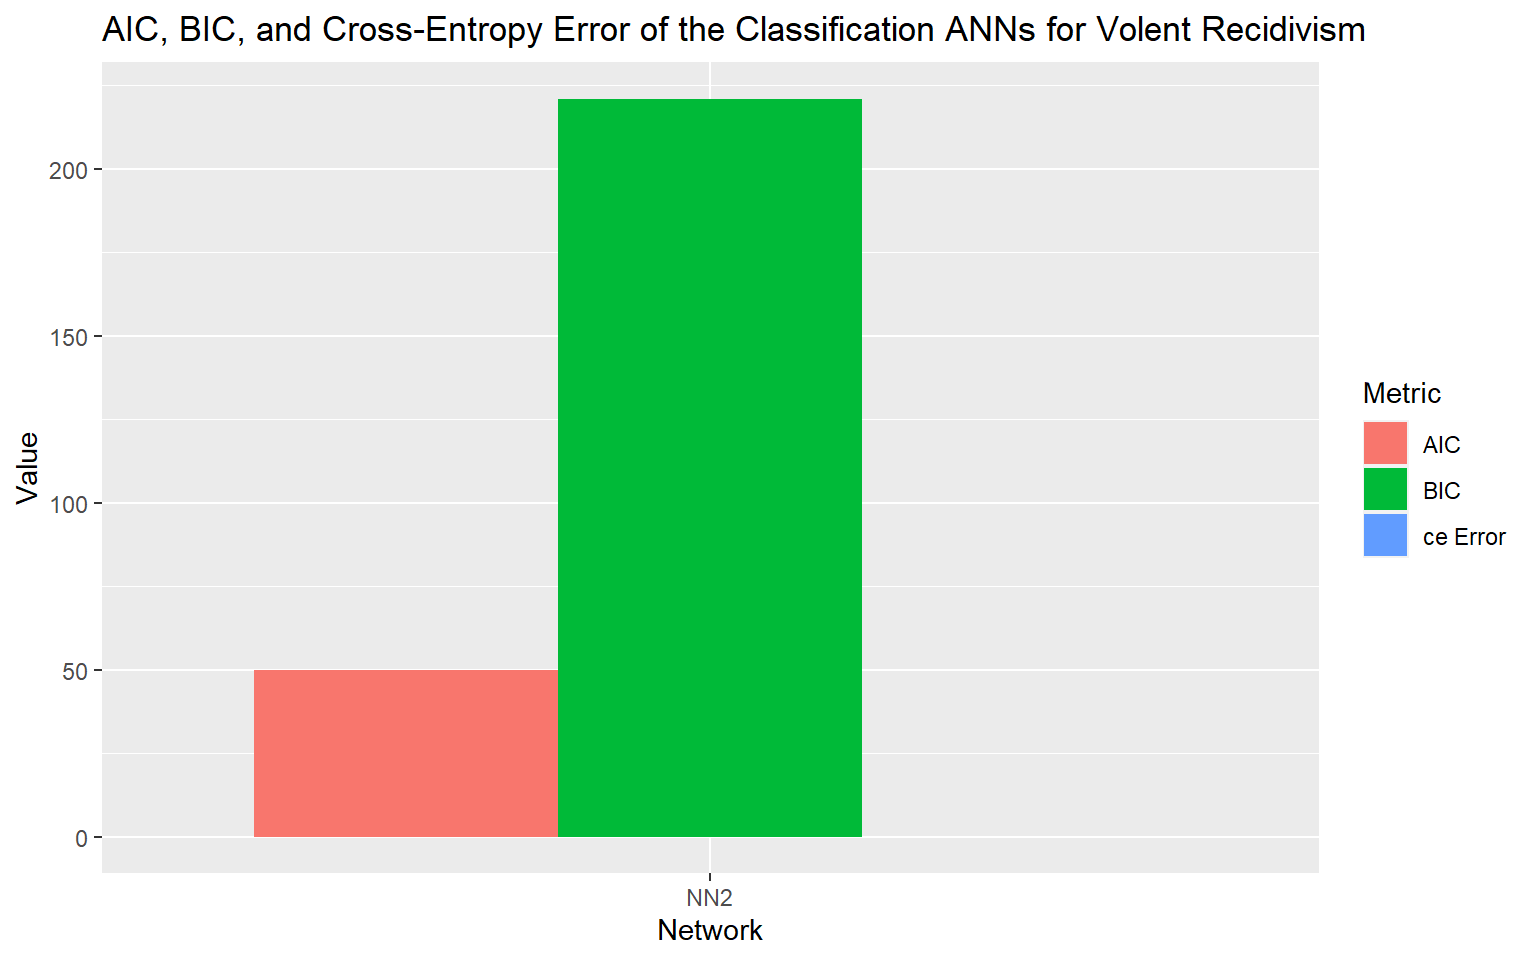 AIC, BIC, and Cross-Entropy Error of the Classification ANNs for Volent Recidivism
200
150
100
50
0
Value
NN2
Network
Metric
AIC
BIC
ce Error